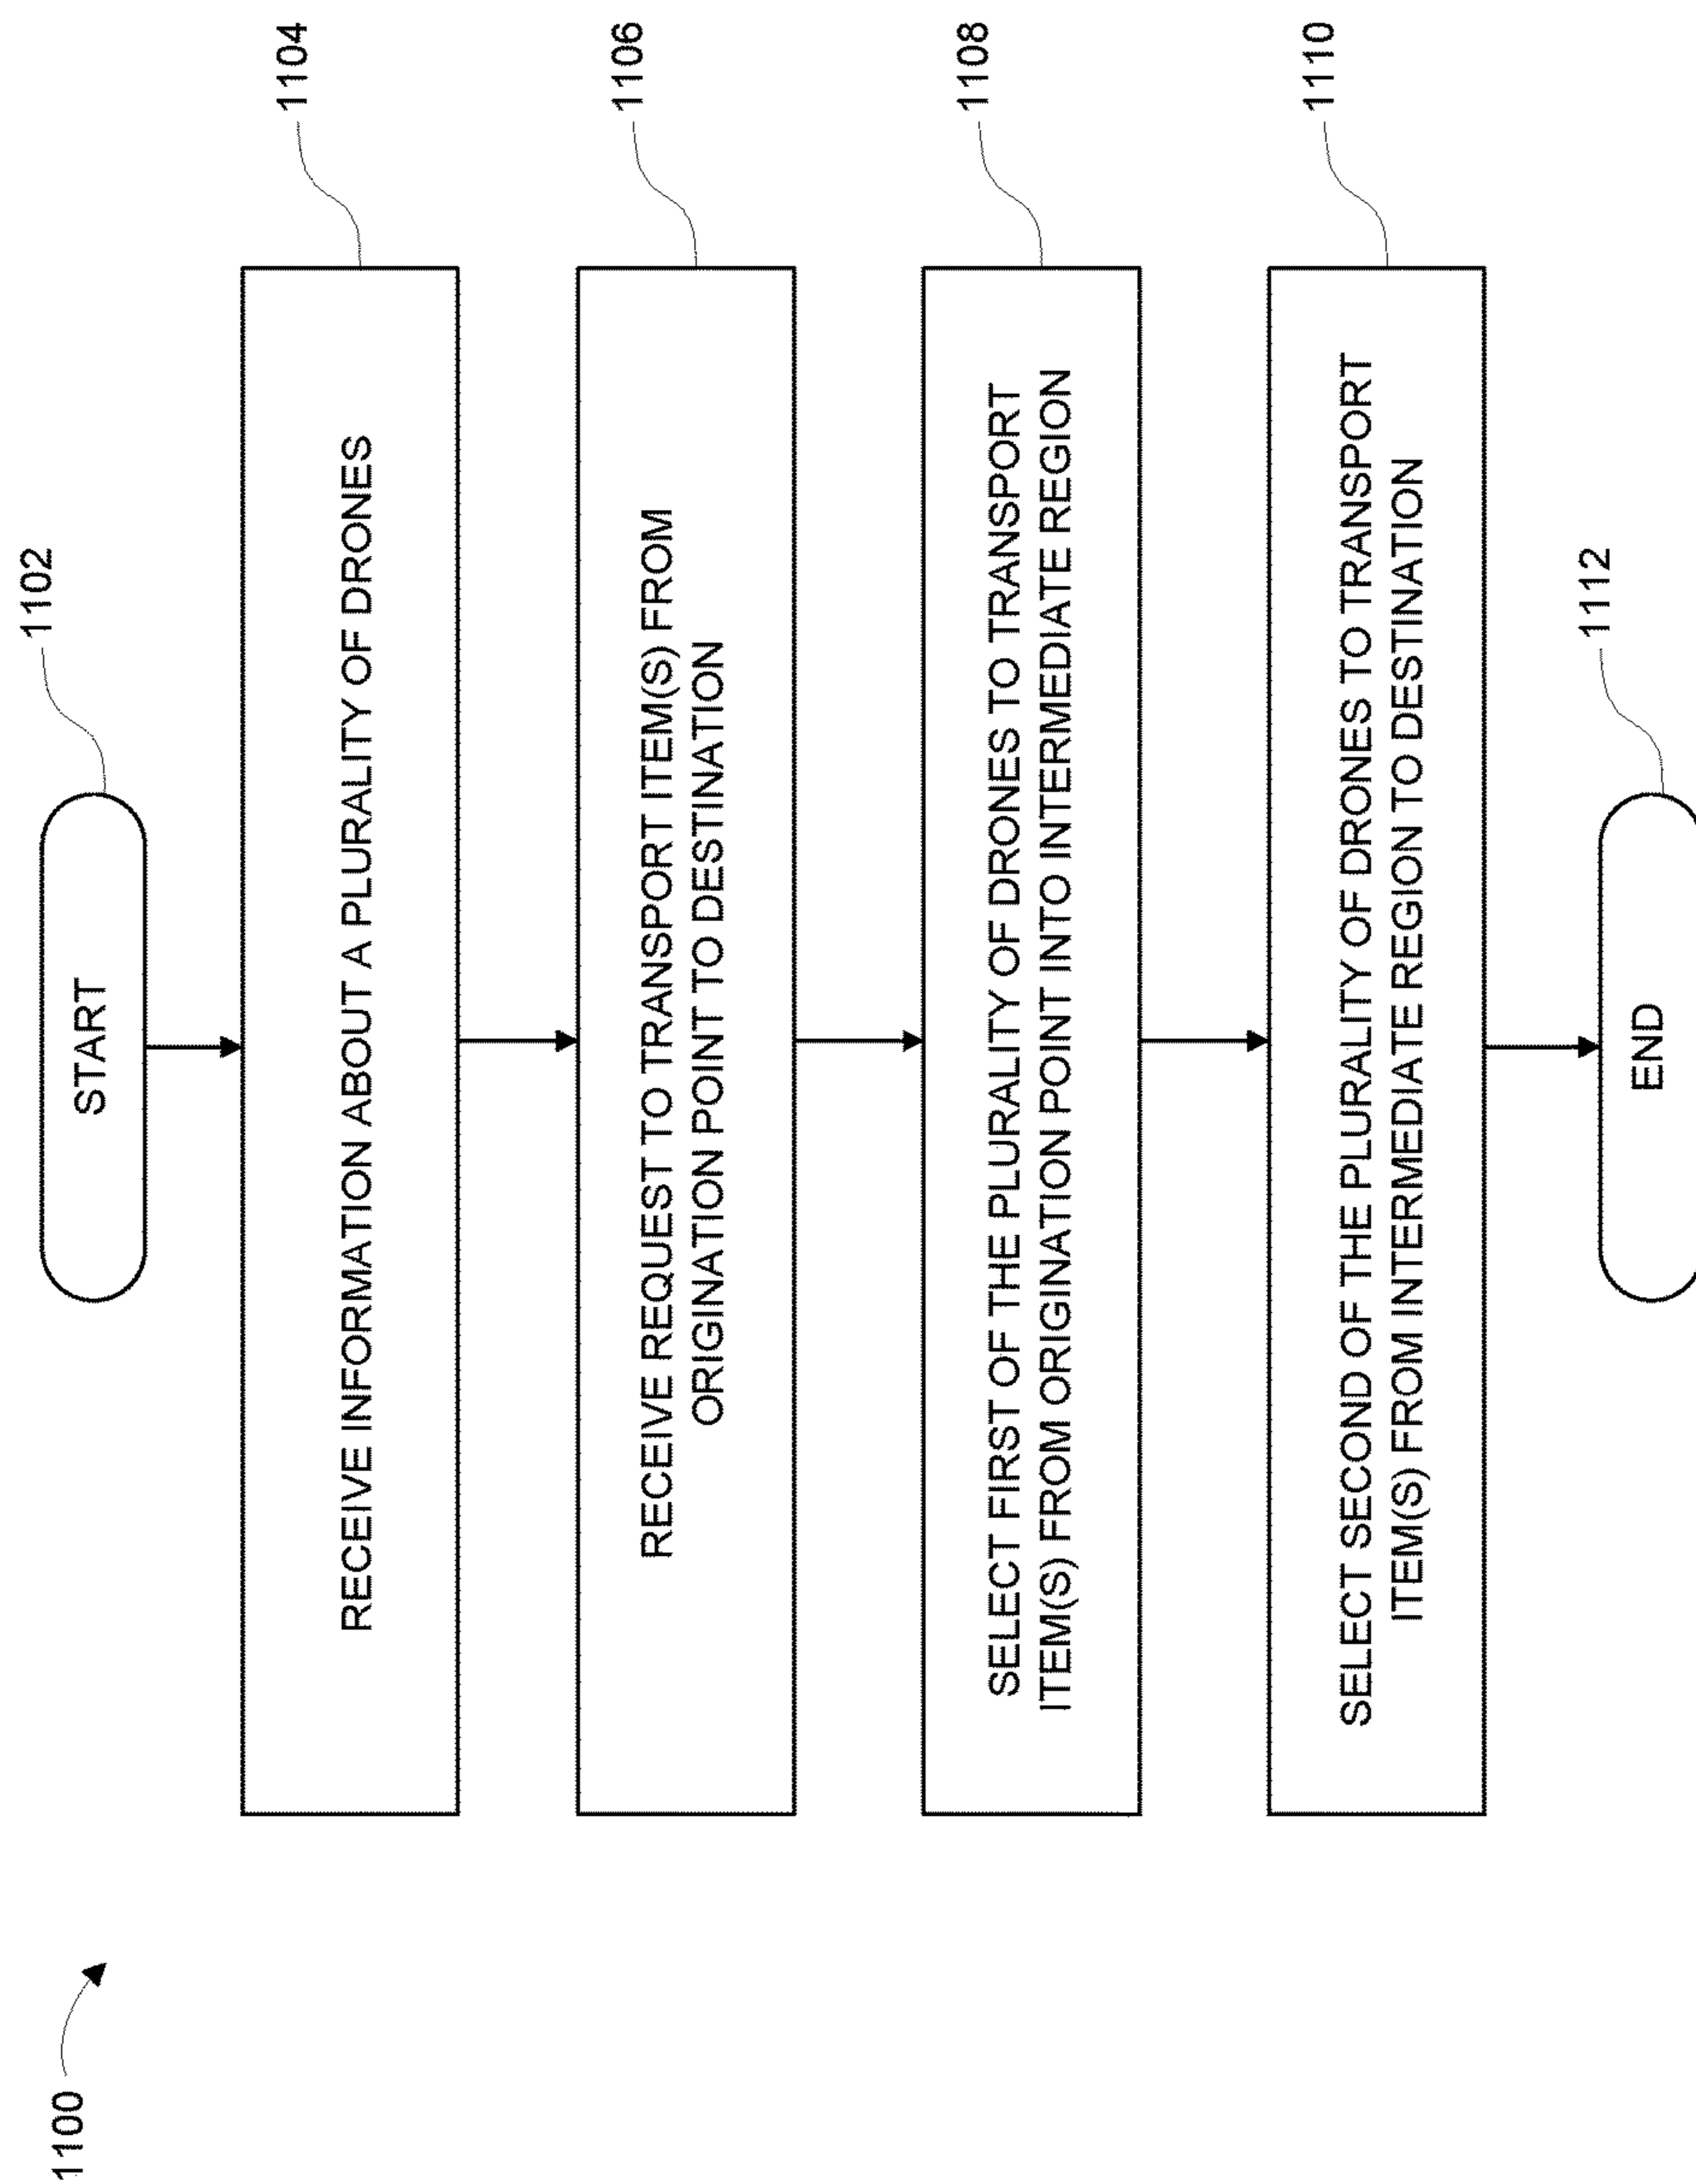 1100
START
1102
RECEIVE INFORMATION ABOUT A PLURALITY OF DRONES
1104
RECEIVE REQUEST TO TRANSPORT ITEM(S) FROM
ORIGINATION POINT TO DESTINATION
1106
SELECT FIRST OF THE PLURALITY OF DRONES TO TRANSPORT
ITEM(S) FROM ORIGINATION POINT INTO INTERMEDIATE REGION
1108
SELECT SECOND OF THE PLURALITY OF DRONES TO TRANSPORT
ITEM(S) FROM INTERMEDIATE REGION TO DESTINATION
1110
END
1112